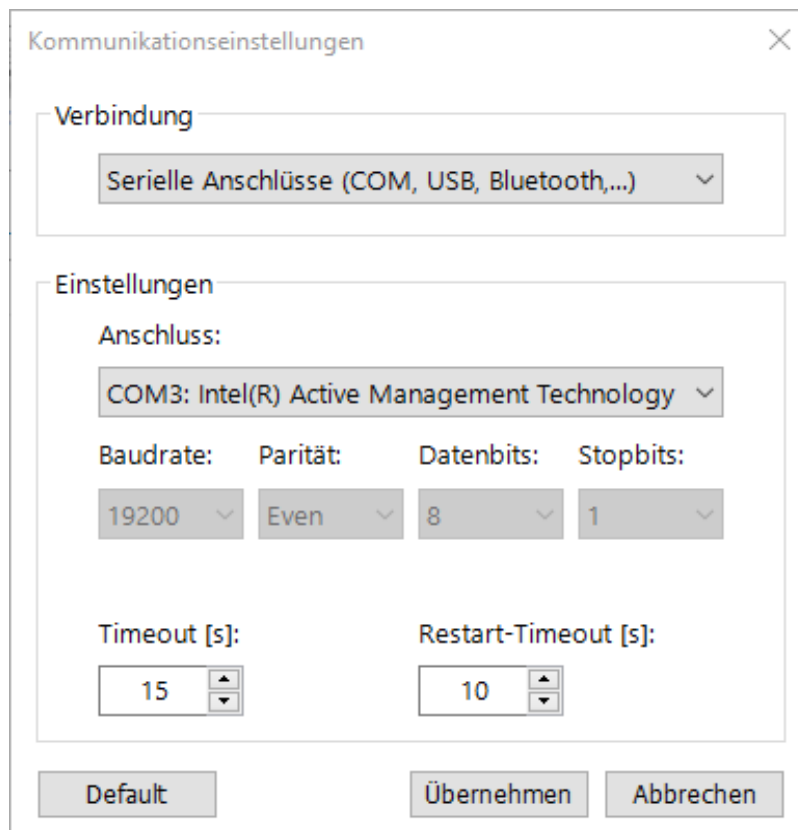 Kommunikationseinstellungen
Verbindung
Serielle Anschlüsse (COM, USB, Bluetooth,...)
Einstellungen
Anschluss:
COM3: Intel(R) Active Management Technology
Baudrate: Parität: Datenbits: Stopbits:
19200 Even 8 1
Timeout [s]: Restart-Timeout [s]:
15 10
Default Übernehmen Abbrechen